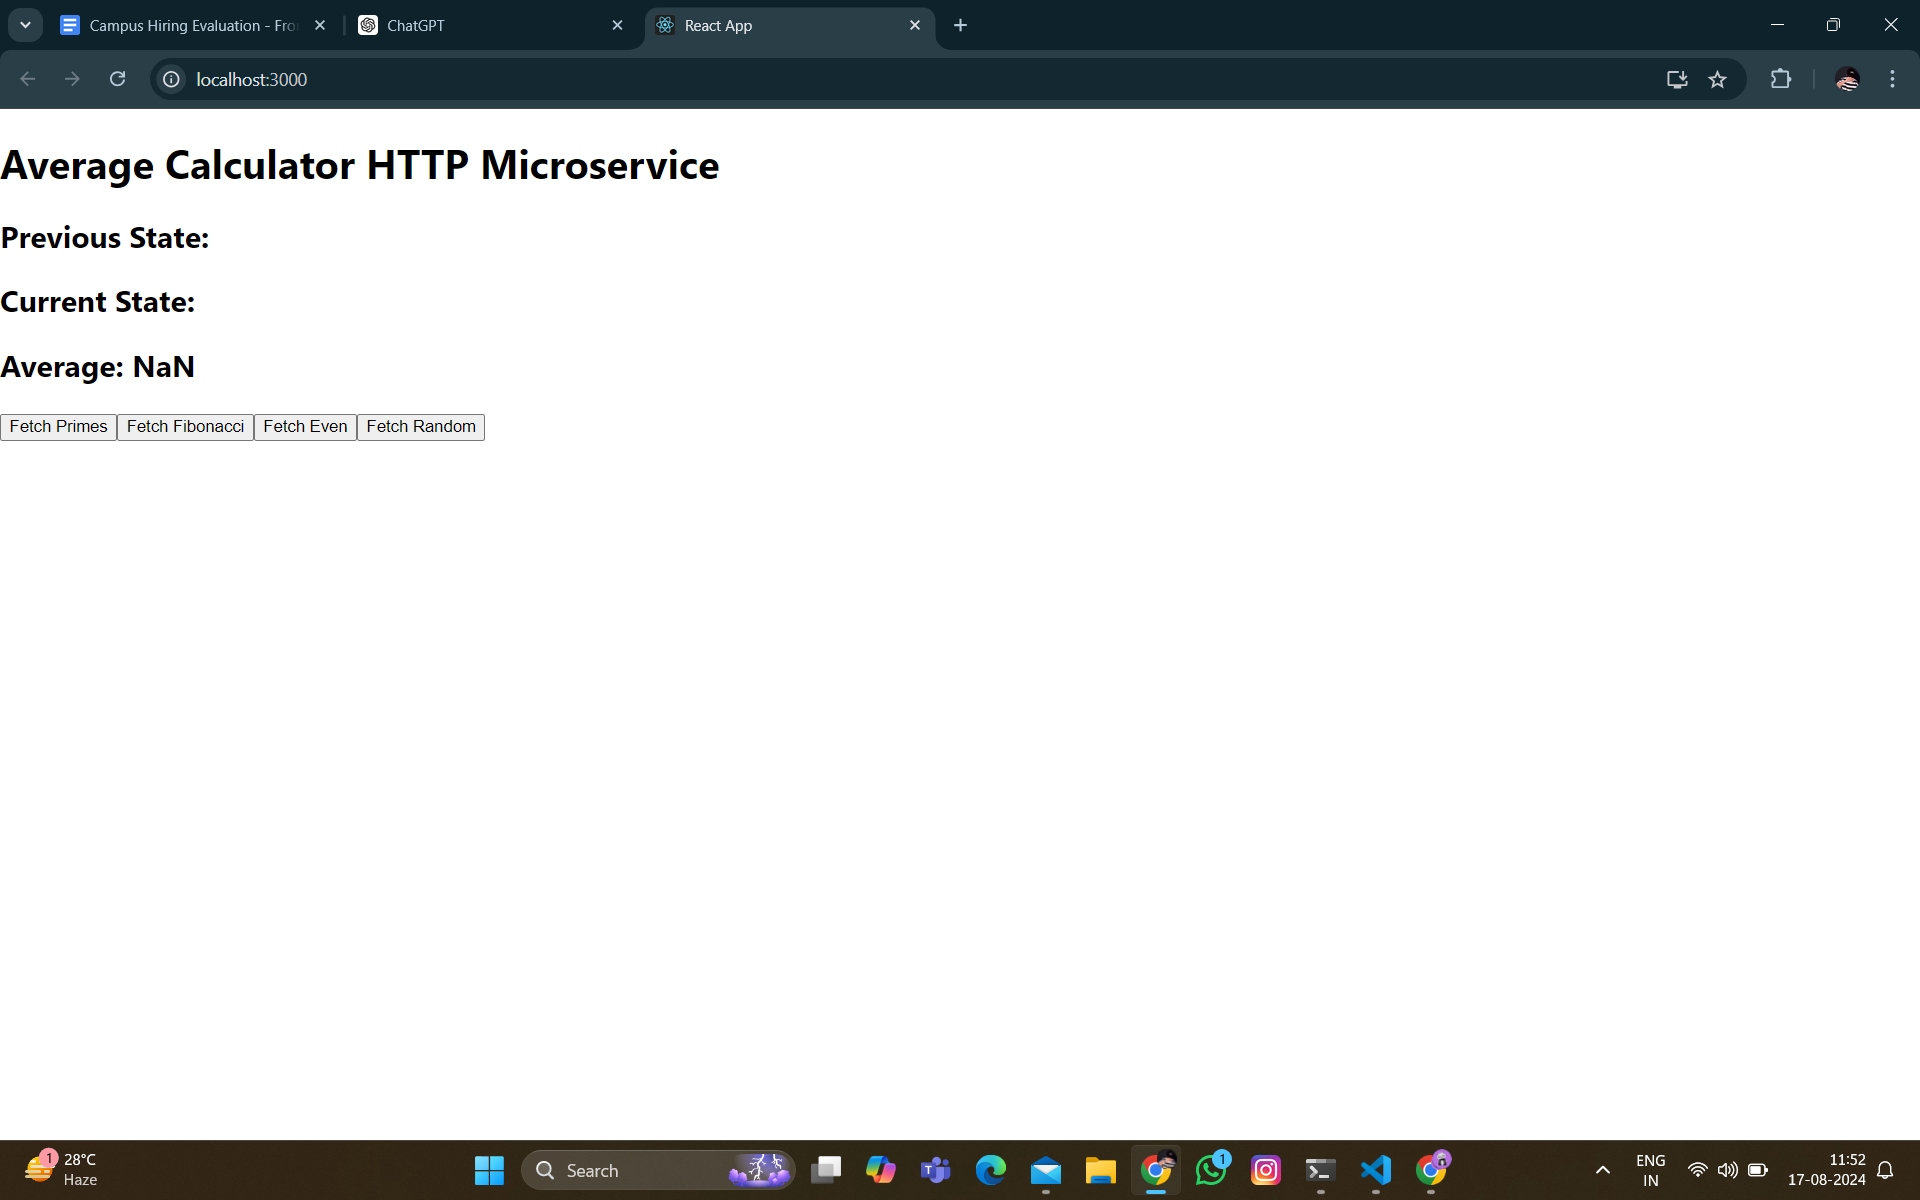 Campus Hiring Evaluation - Fro
ChatGPT
React App
localhost:3000
Average Calculator HTTP Microservice
Previous State:
Current State:
Average: NaN
Fetch Primes Fetch Fibonacci Fetch Even Fetch Random
1
28°C
Haze
Search
1
ENG
IN
11:52
17-08-2024